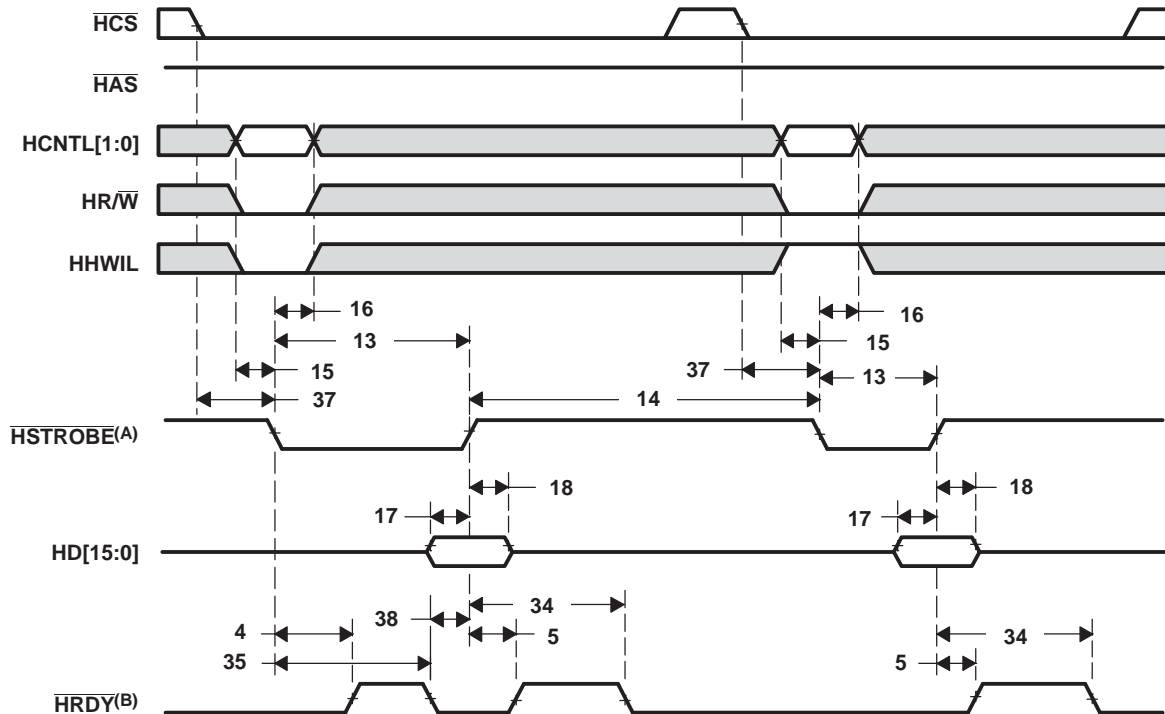 HCS
HAS
HCNTL[1:0]
HR/W
HHWIL
16
16
13
15
15
37
13
37
14
HSTROBE(A)
18
18
17
17
HD[15:0]
34
38
4
5
34
35
5
HRDY(B)